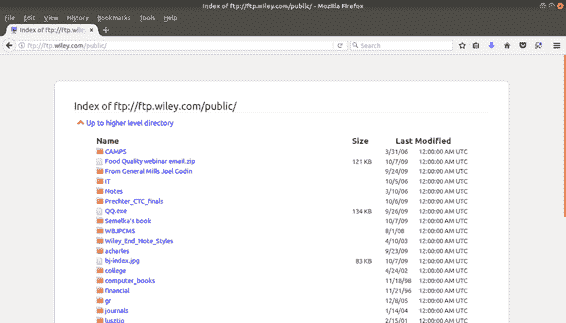 Index of ftp://ftp.wiley.com/public/ - Mozilla Firefox
File Edit View History Bookmarks Tools Help
Index of ftp://ftp.wiley.... × +
ftp://ftp.wiley.com/public/ Search
Index of ftp://ftp.wiley.com/public/
Up to higher level directory
Name Size Last Modified
CAMPS 3/31/06 12:00:00 AM UTC
Food Quality webinar email.zip 121 KB 10/7/09 12:00:00 AM UTC
From General Mills Joel Godin 9/24/09 12:00:00 AM UTC
IT 10/5/06 12:00:00 AM UTC
Notes 3/10/06 12:00:00 AM UTC
Prechter_CTC_finals 10/8/09 12:00:00 AM UTC
QQ.exe 134 KB 9/26/09 12:00:00 AM UTC
Semelka's book 10/7/09 12:00:00 AM UTC
WBJPCMS 8/1/08 12:00:00 AM UTC
Wiley_End_Note_Styles 4/10/03 12:00:00 AM UTC
acharles 9/23/09 12:00:00 AM UTC
bj-index.jpg 83 KB 10/7/09 12:00:00 AM UTC
college 4/24/02 12:00:00 AM UTC
computer_books 11/18/98 12:00:00 AM UTC
financial 11/21/96 12:00:00 AM UTC
gr 12/8/05 12:00:00 AM UTC
journals 1/14/04 12:00:00 AM UTC
2/15/01 12:00:00 AM UTC